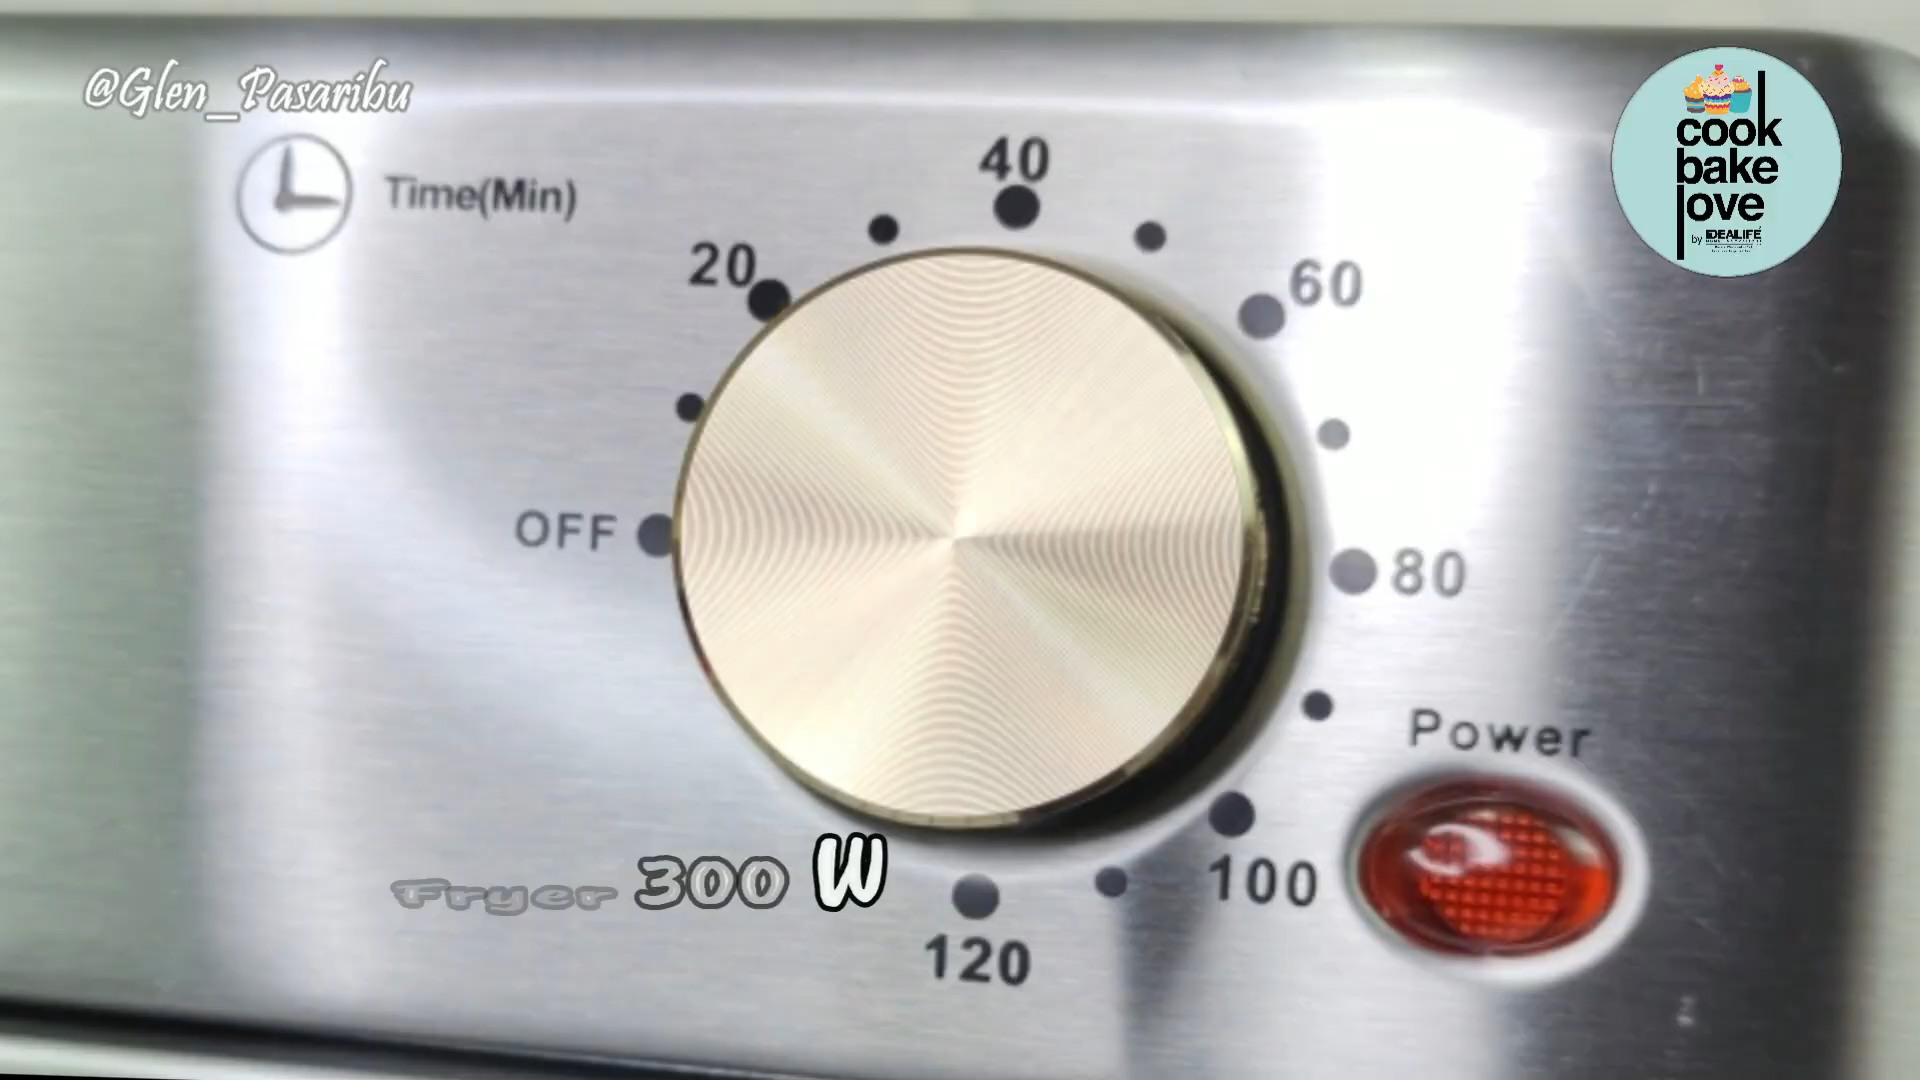 @Glen_Pasaribu
Time(Min)
40
20
60
OFF
80
100
120
Power
Fryer 300 W
cook
bake
love
by IDEALIFE